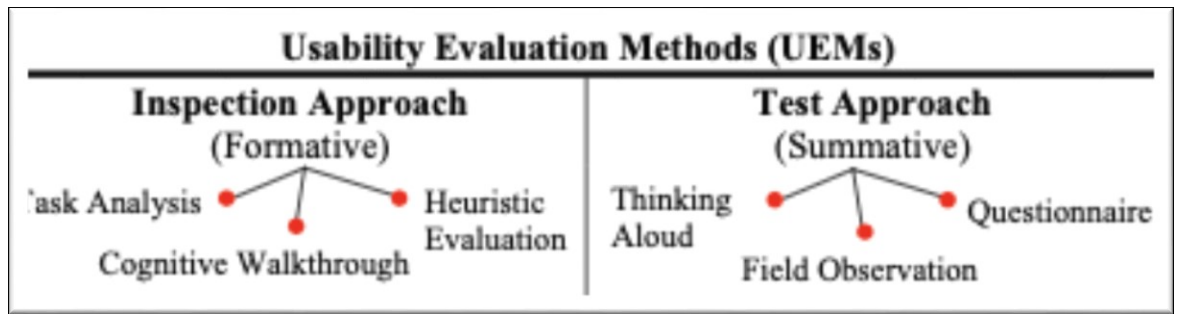 Usability Evaluation Methods (UEMs)
Inspection Approach
(Formative)
Task Analysis
Cognitive Walkthrough
Heuristic
Evaluation
Test Approach
(Summative)
Thinking
Aloud
Field Observation
Questionnaire